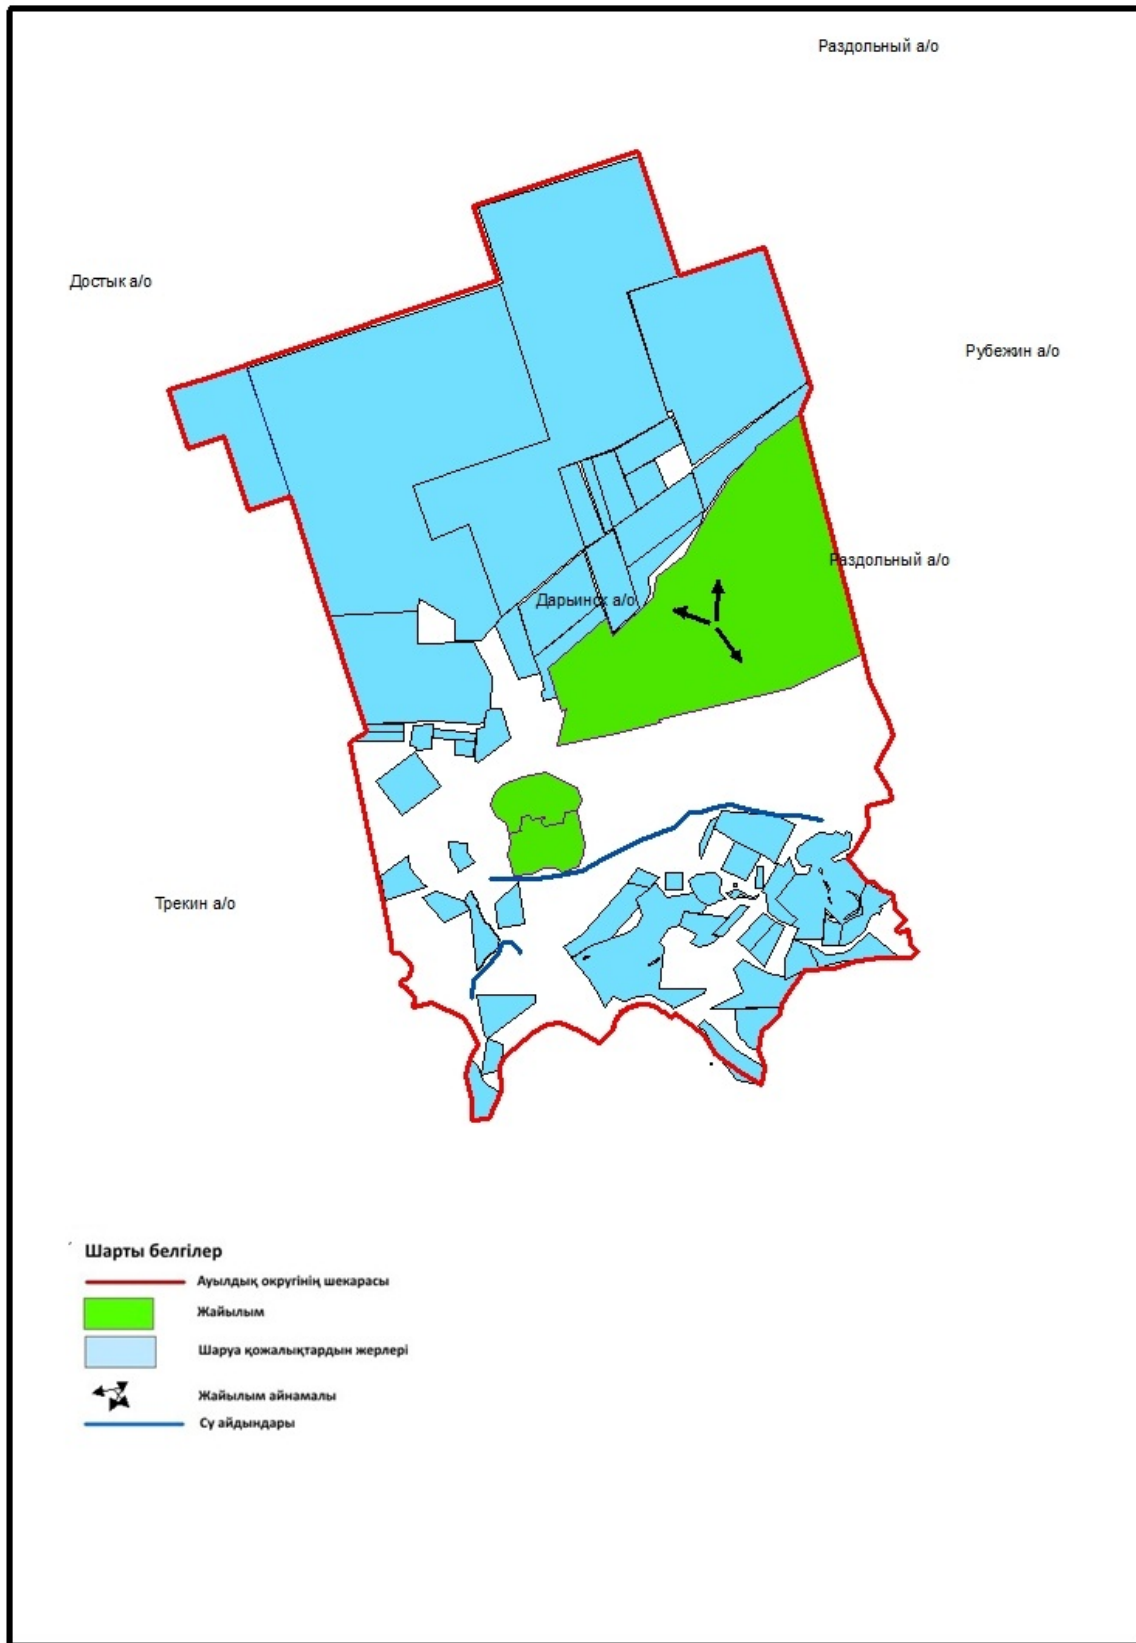 Раздольный а/о
Достык а/о
Рубежин а/о
Раздольный а/о
Дарьинск а/о
Трекин а/о
Шарты белгілер
Ауылдық округінің шекарасы
Жайылым
Шаруа қожалықтардын жерлері
Жайылым айнамалы
Су айдындары